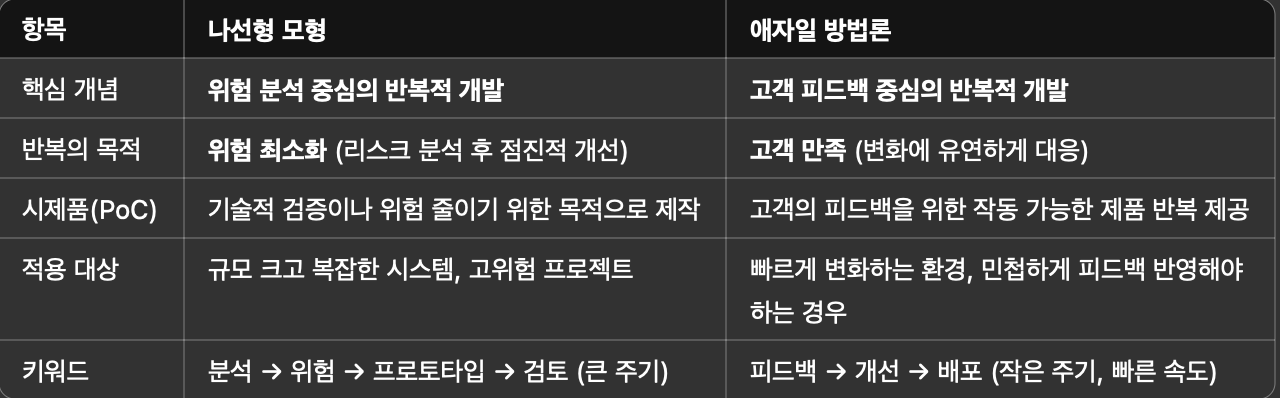 항목 나선형 모형 애자일 방법론
핵심 개념 위험 분석 중심의 반복적 개발 고객 피드백 중심의 반복적 개발
반복의 목적 위험 최소화 (리스크 분석 후 점진적 개선) 고객 만족 (변화에 유연하게 대응)
시제품(PoC) 기술적 검증이나 위험 줄이기 위한 목적으로 제작 고객의 피드백을 위한 작동 가능한 제품 반복 제공
적용 대상 규모 크고 복잡한 시스템, 고위험 프로젝트 빠르게 변화하는 환경, 민첩하게 피드백 반영해야
하는 경우
키워드 분석 → 위험 → 프로토타입 → 검토 (큰 주기) 피드백 → 개선 → 배포 (작은 주기, 빠른 속도)